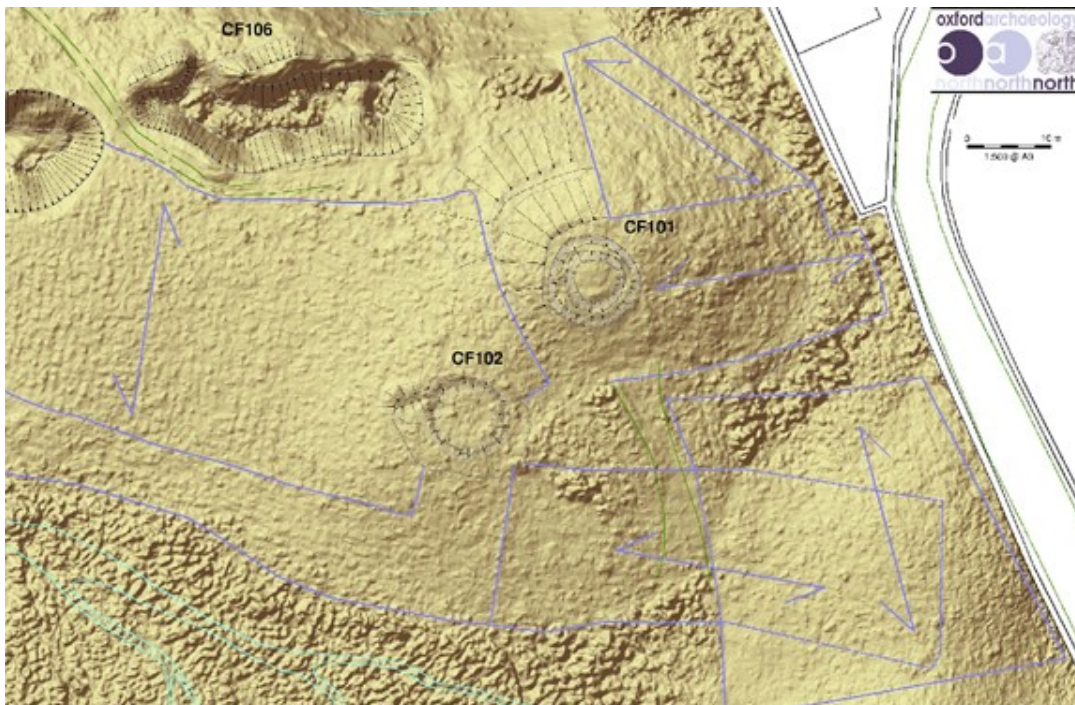 CF106
oxfordarchaeology
o a
northnorthnorth
0 10 m
1:500 @ A3
CF101
CF102